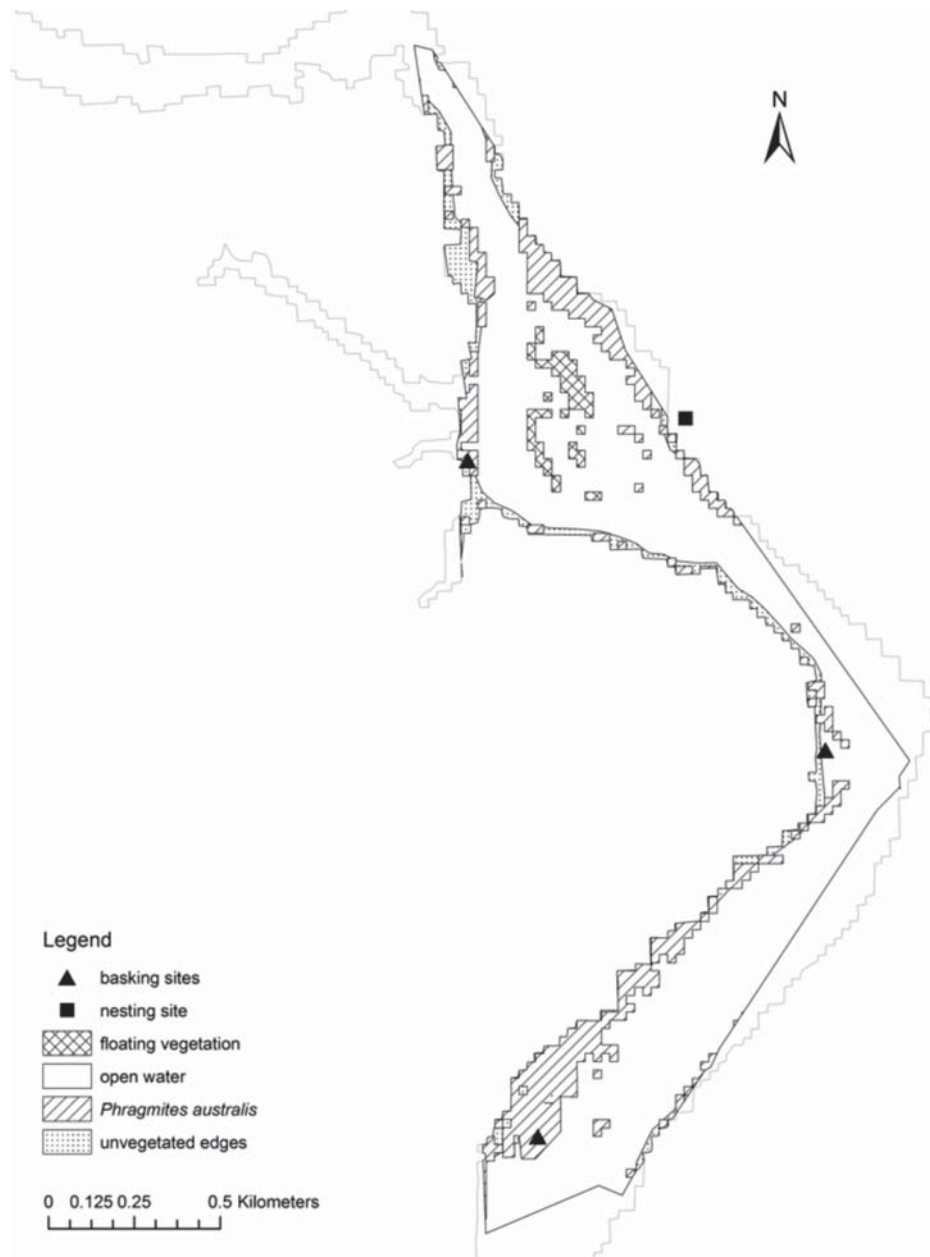 N
Legend
basking sites
nesting site
floating vegetation
open water
Phragmites australis
unvegetated edges
0 0.125 0.25 0.5 Kilometers